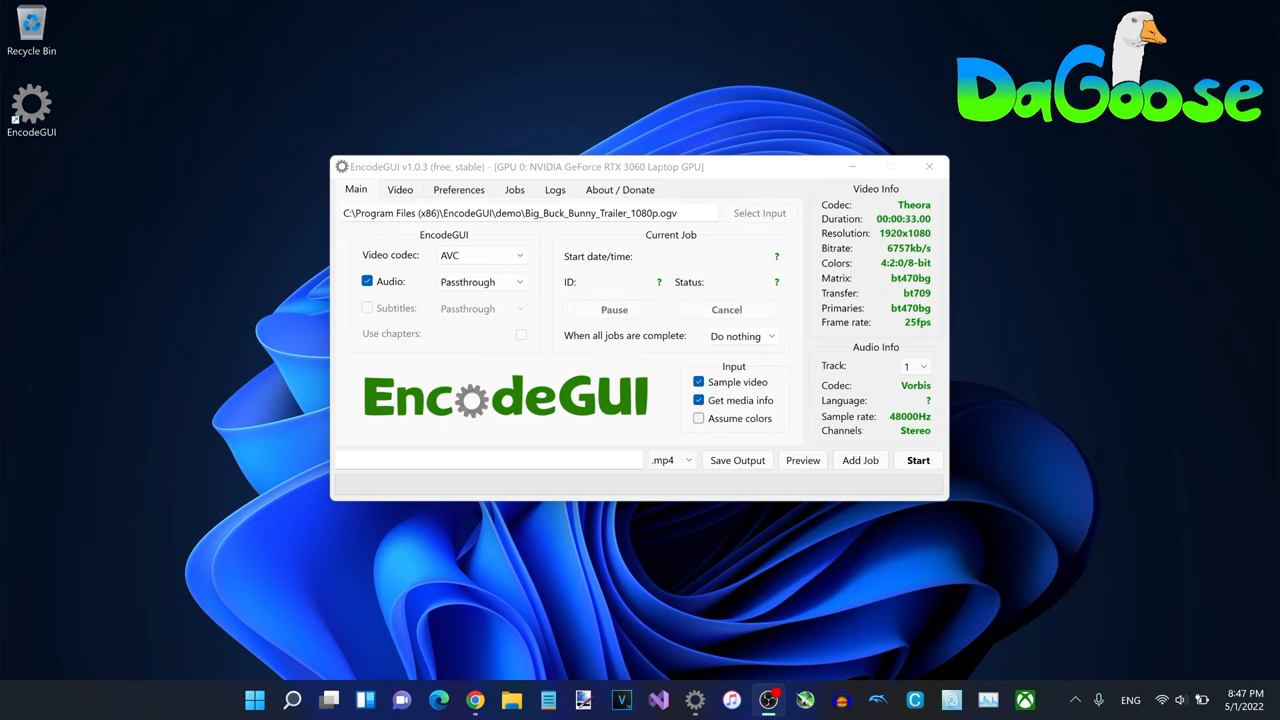 Recycle Bin
EncodeGUI
DaGoose
EncodeGUI v1.0.3 (free, stable) - [GPU 0: NVIDIA GeForce RTX 3060 Laptop GPU]
Main Video Preferences Jobs Logs About / Donate
C:\Program Files (x86)\EncodeGUI\demo\Big_Buck_Bunny_Trailer_1080p.ogv Select Input
EncodeGUI
Video codec: AVC
Audio: Passthrough
Subtitles: Passthrough
Use chapters:
Current Job
Start date/time: ?
ID: ? Status: ?
Pause Cancel
When all jobs are complete: Do nothing
EncodeGUI
Input
Sample video
Get media info
Assume colors
Video Info
Codec: Theora
Duration: 00:00:33.00
Resolution: 1920x1080
Bitrate: 6757kb/s
Colors: 4:2:0/8-bit
Matrix: bt470bg
Transfer: bt709
Primaries: bt470bg
Frame rate: 25fps
Audio Info
Track: 1
Codec: Vorbis
Language: ?
Sample rate: 48000Hz
Channels: Stereo
.mp4 Save Output Preview Add Job Start
ENG
8:47 PM
5/1/2022